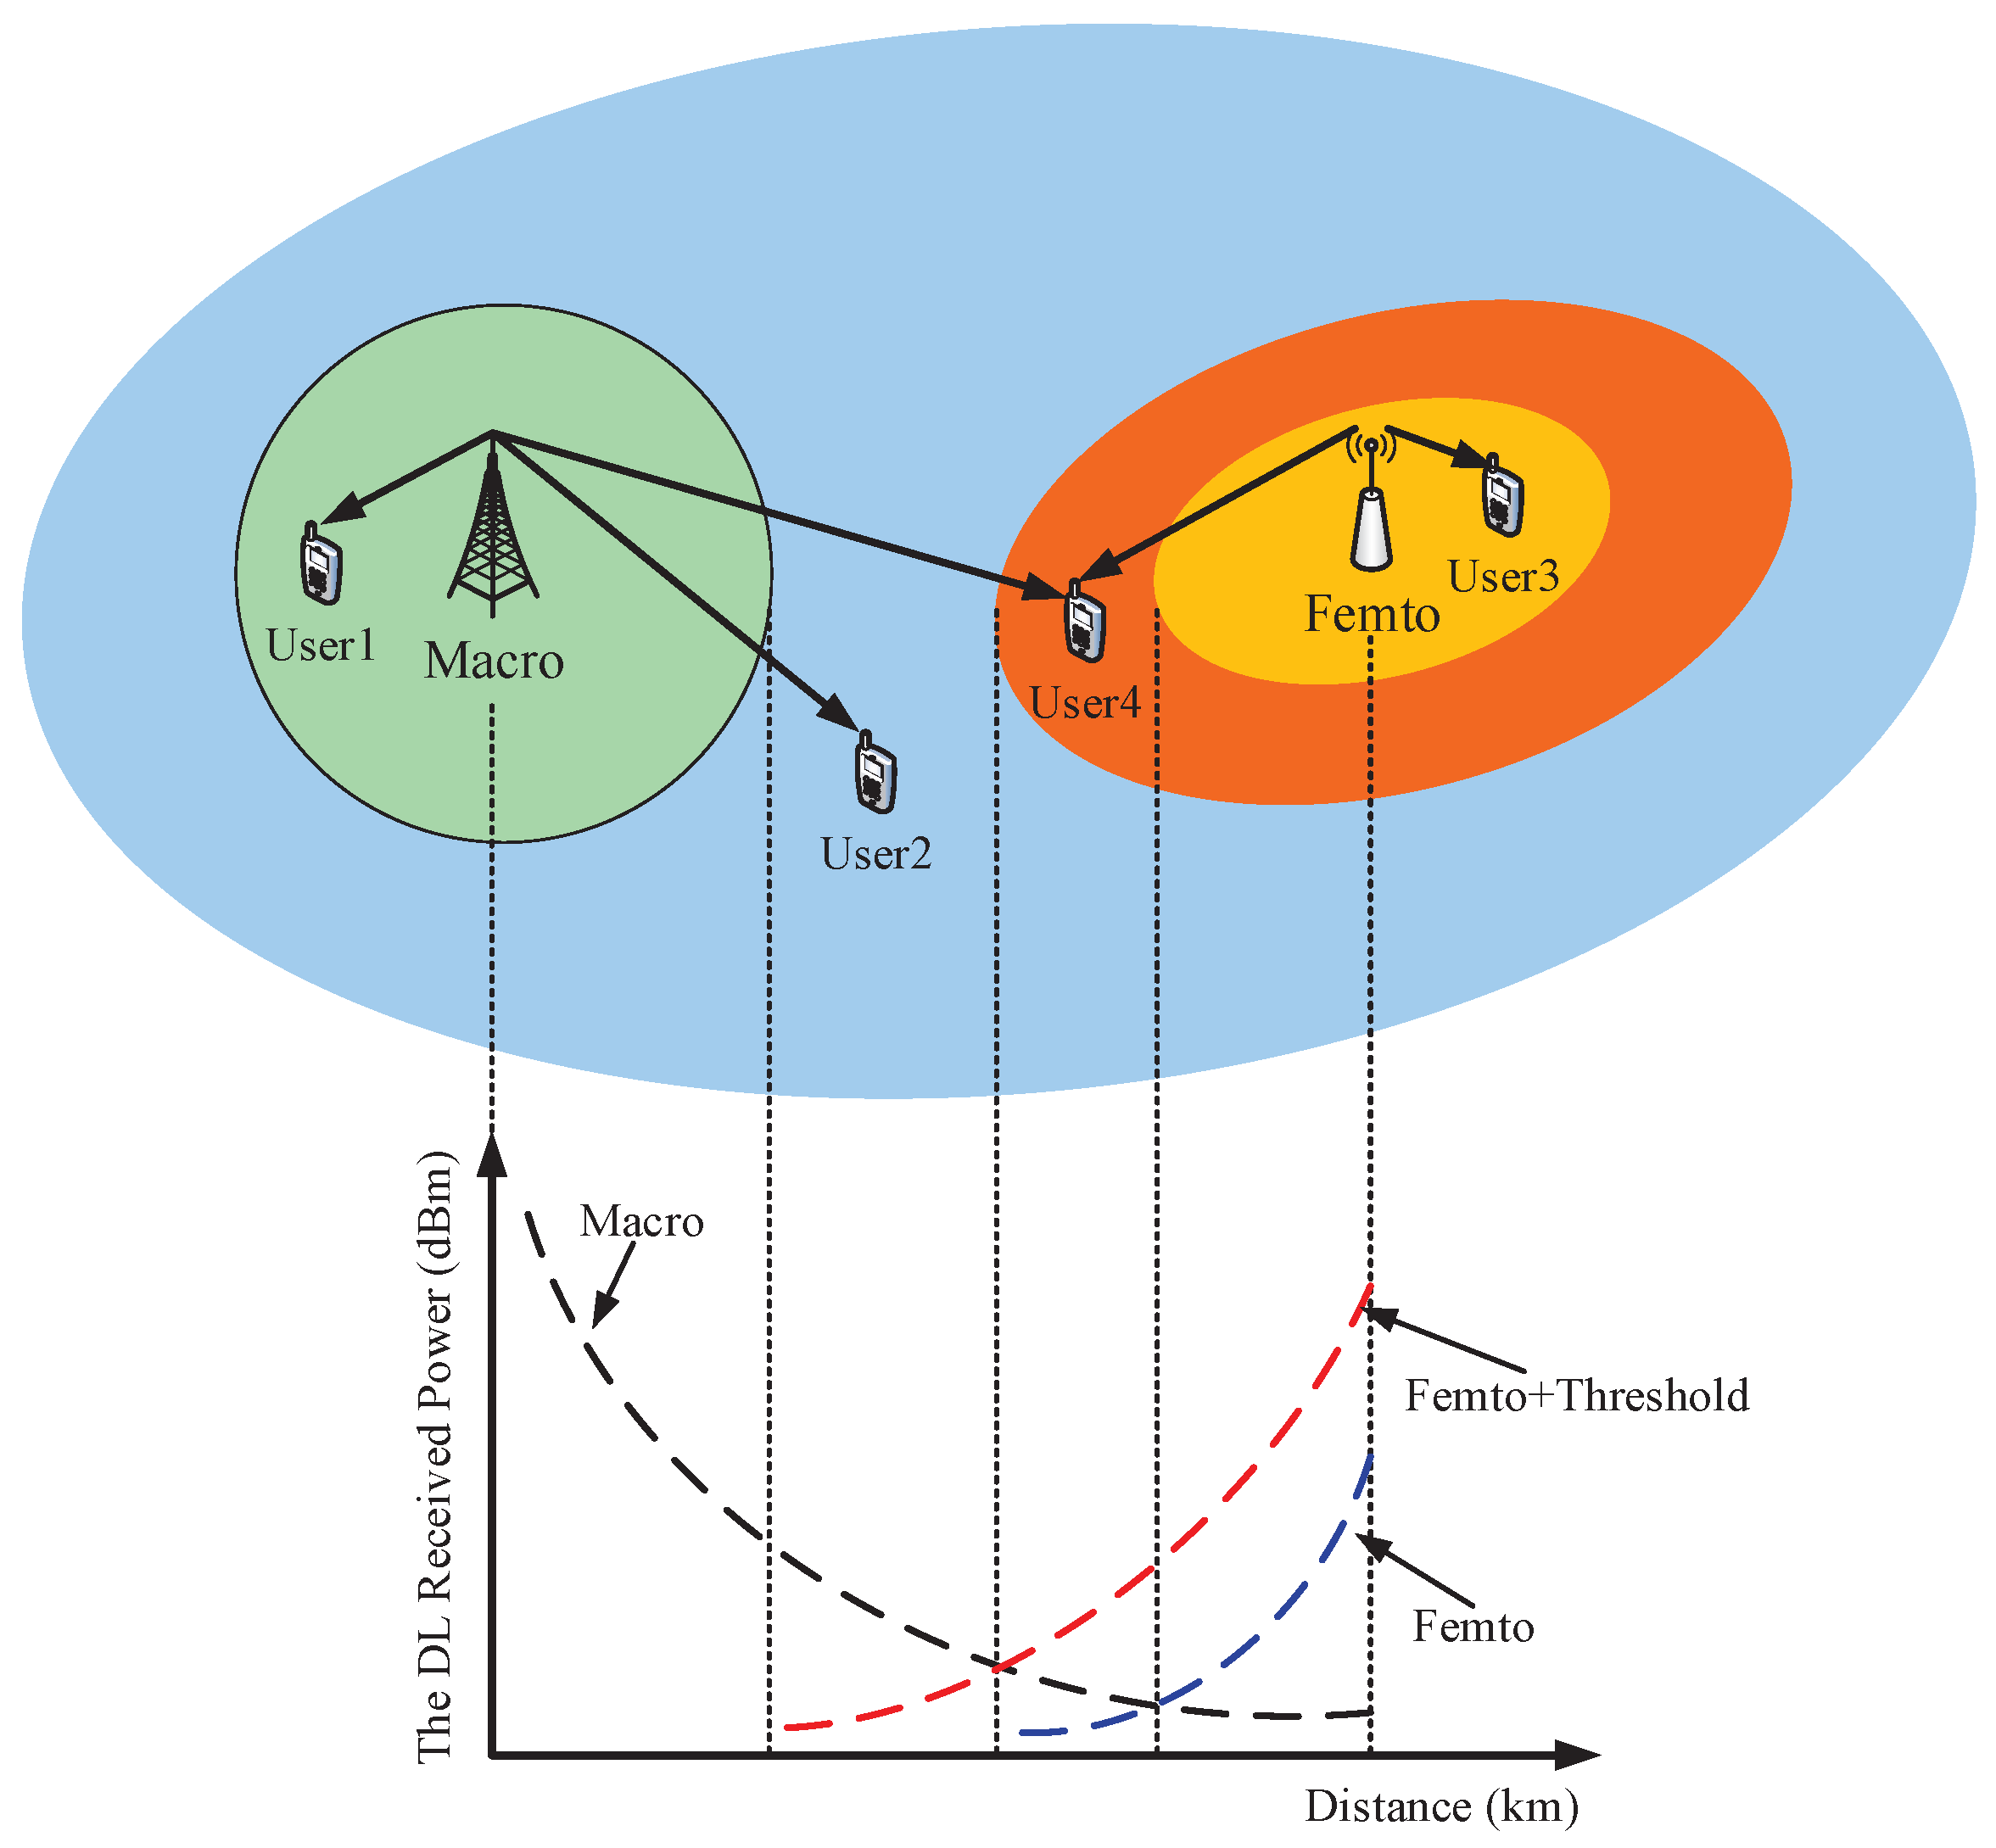 User3
Femto
User1
Macro
User4
User2
The DL Received Power (dBm)
Macro
Femto+Threshold
Femto
Distance (km)